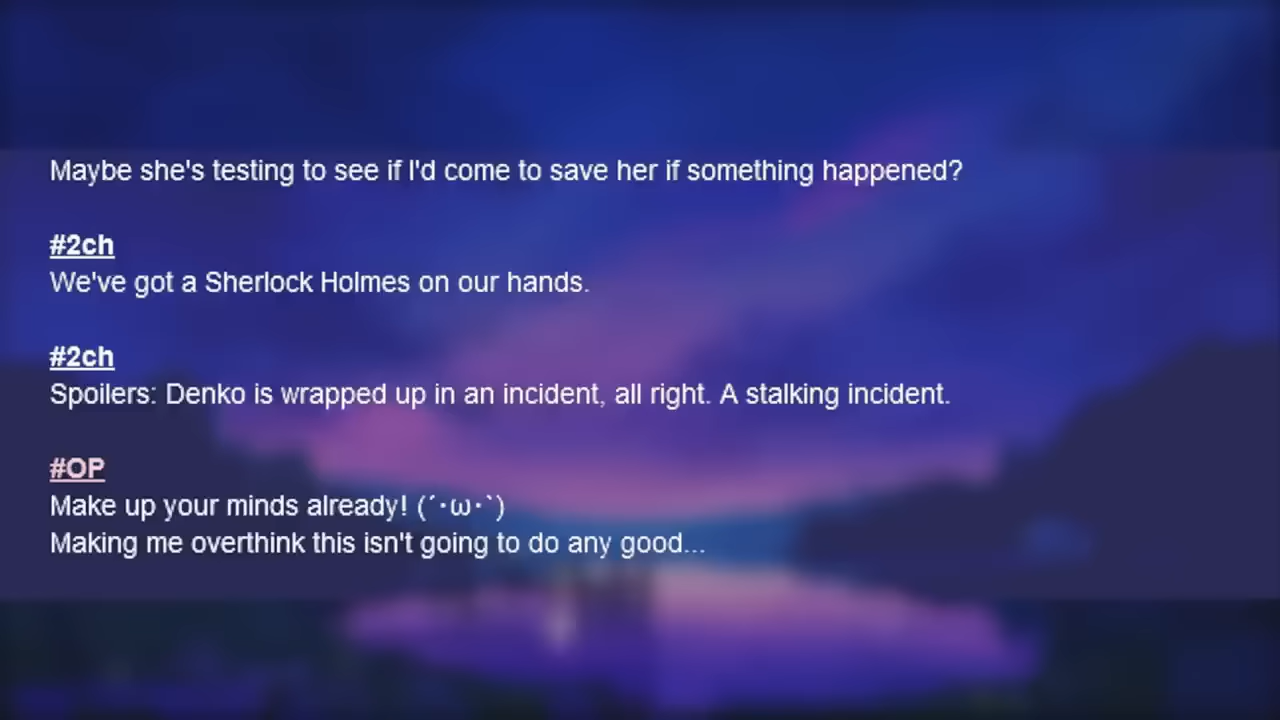 Maybe she's testing to see if I'd come to save her if something happened?
#2ch
We've got a Sherlock Holmes on our hands.
#2ch
Spoilers: Denko is wrapped up in an incident, all right. A stalking incident.
#OP
Make up your minds already! (´･ω･`)
Making me overthink this isn't going to do any good...